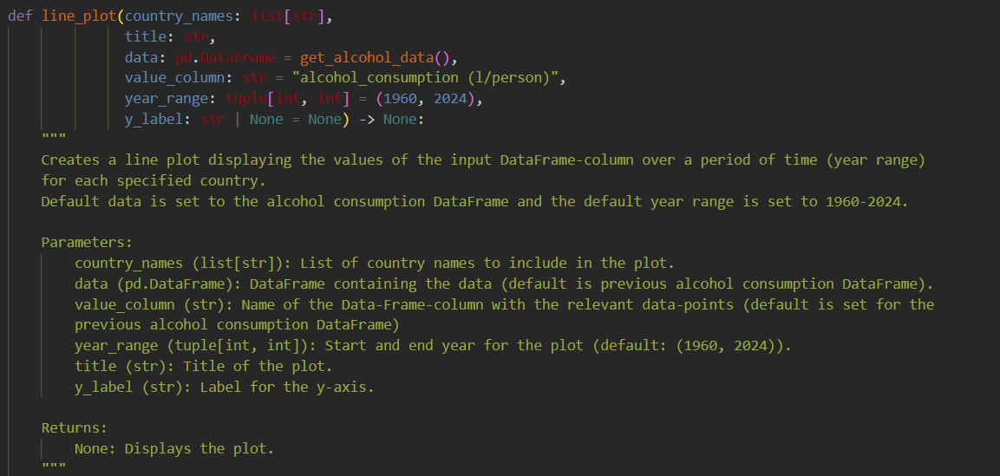 def line_plot(country_names: list[str],
title: str,
data: pd.DataFrame = get_alcohol_data(),
value_column: str = "alcohol_consumption (l/person)",
year_range: tuple[int, int] = (1960, 2024),
y_label: str | None = None) -> None:
"""
Creates a line plot displaying the values of the input DataFrame-column over a period of time (year range)
for each specified country.
Default data is set to the alcohol consumption DataFrame and the default year range is set to 1960-2024.
Parameters:
country_names (list[str]): List of country names to include in the plot.
data (pd.DataFrame): DataFrame containing the data (default is previous alcohol consumption DataFrame).
value_column (str): Name of the Data-Frame-column with the relevant data-points (default is set for the
previous alcohol consumption DataFrame)
year_range (tuple[int, int]): Start and end year for the plot (default: (1960, 2024)).
title (str): Title of the plot.
y_label (str): Label for the y-axis.
Returns:
None: Displays the plot.
"""